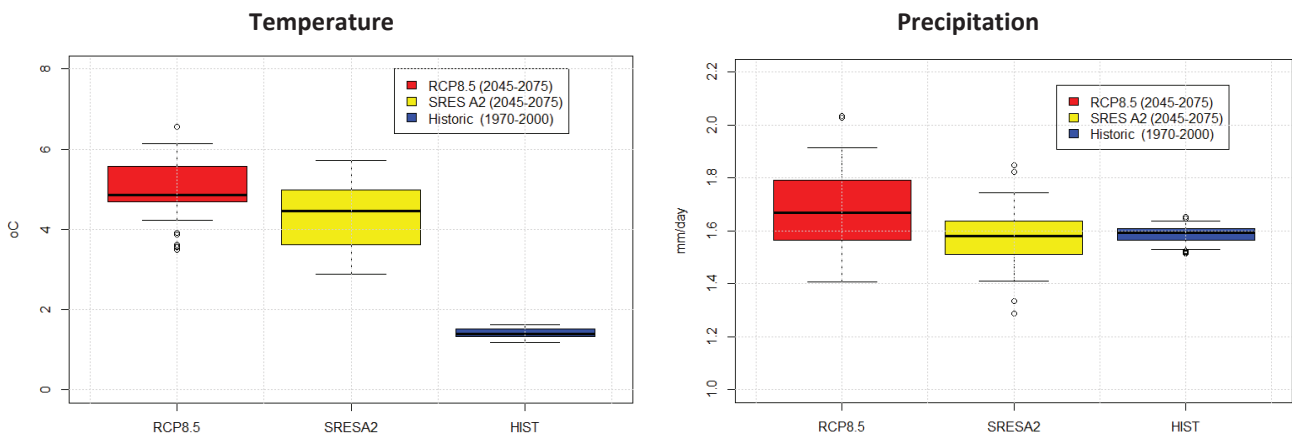 Temperature
oC
8
6
4
2
0
RCP8.5 (2045-2075)
SRES A2 (2045-2075)
Historic (1970-2000)
RCP8.5
SRESA2
HIST
Precipitation
mm/day
2.2
2.0
1.8
1.6
1.4
1.2
1.0
RCP8.5 (2045-2075)
SRES A2 (2045-2075)
Historic (1970-2000)
RCP8.5
SRESA2
HIST